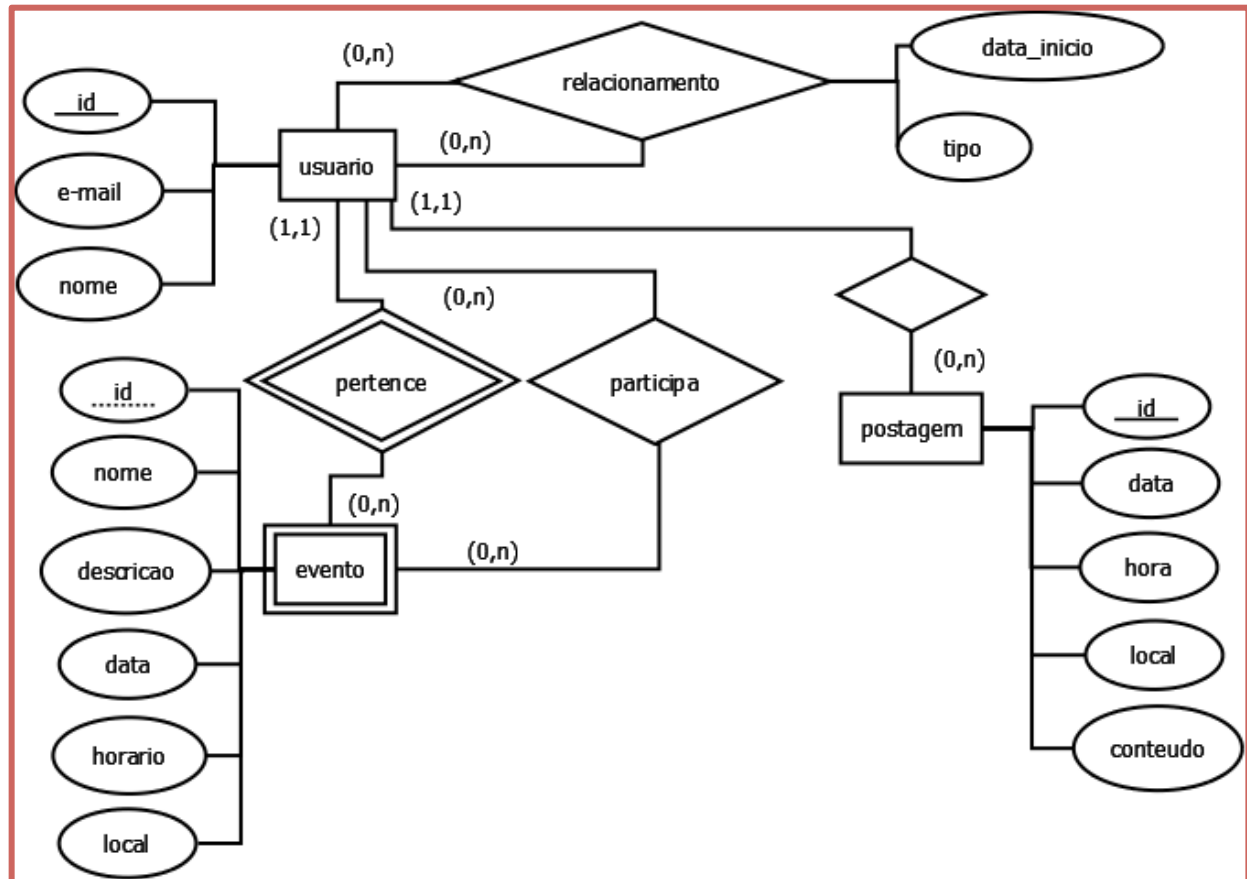 (0,n)
relacionamento
data_inicio
id
(0,n)
tipo
usuario
e-mail
(1,1)
(1,1)
nome
(0,n)
(0,n)
pertence
participa
id
id
postagem
nome
data
(0,n)
(0,n)
descricao
evento
hora
data
local
horario
conteudo
local